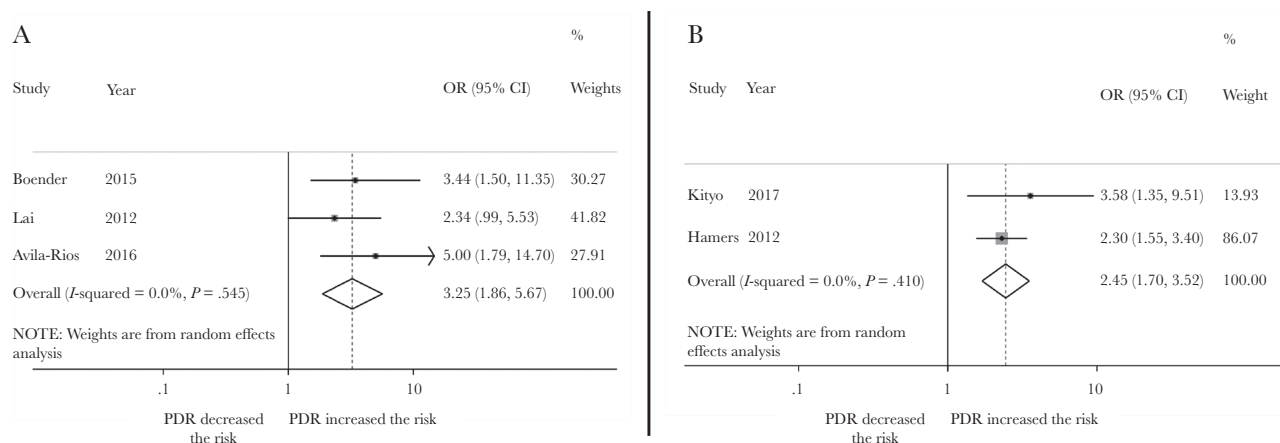 A
%
Study Year OR (95% CI) Weights
Boender 2015 3.44 (1.50, 11.35) 30.27
Lai 2012 2.34 (.99, 5.53) 41.82
Avila-Rios 2016 5.00 (1.79, 14.70) 27.91
Overall (I-squared = 0.0%, P = .545) 3.25 (1.86, 5.67) 100.00
NOTE: Weights are from random effects
analysis
.1 1 10
PDR decreased PDR increased the risk
the risk
B
%
Study Year OR (95% CI) Weight
Kityo 2017 3.58 (1.35, 9.51) 13.93
Hamers 2012 2.30 (1.55, 3.40) 86.07
Overall (I-squared = 0.0%, P = .410) 2.45 (1.70, 3.52) 100.00
NOTE: Weights are from random
effects analysis
.1 1 10
PDR decreased PDR increased the risk
the risk